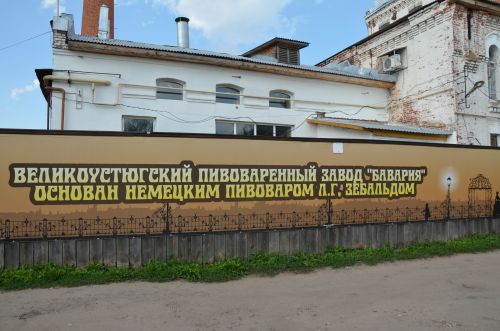 ВЕЛИКОУСТЮГСКИЙ ПИВОВАРЕННЫЙ ЗАВОД "БАВАРИЯ"
ОСНОВАН НЕМЕЦКИМ ПИВОВАРОМ Л.Г. ЗЕБАЛЬДОМ